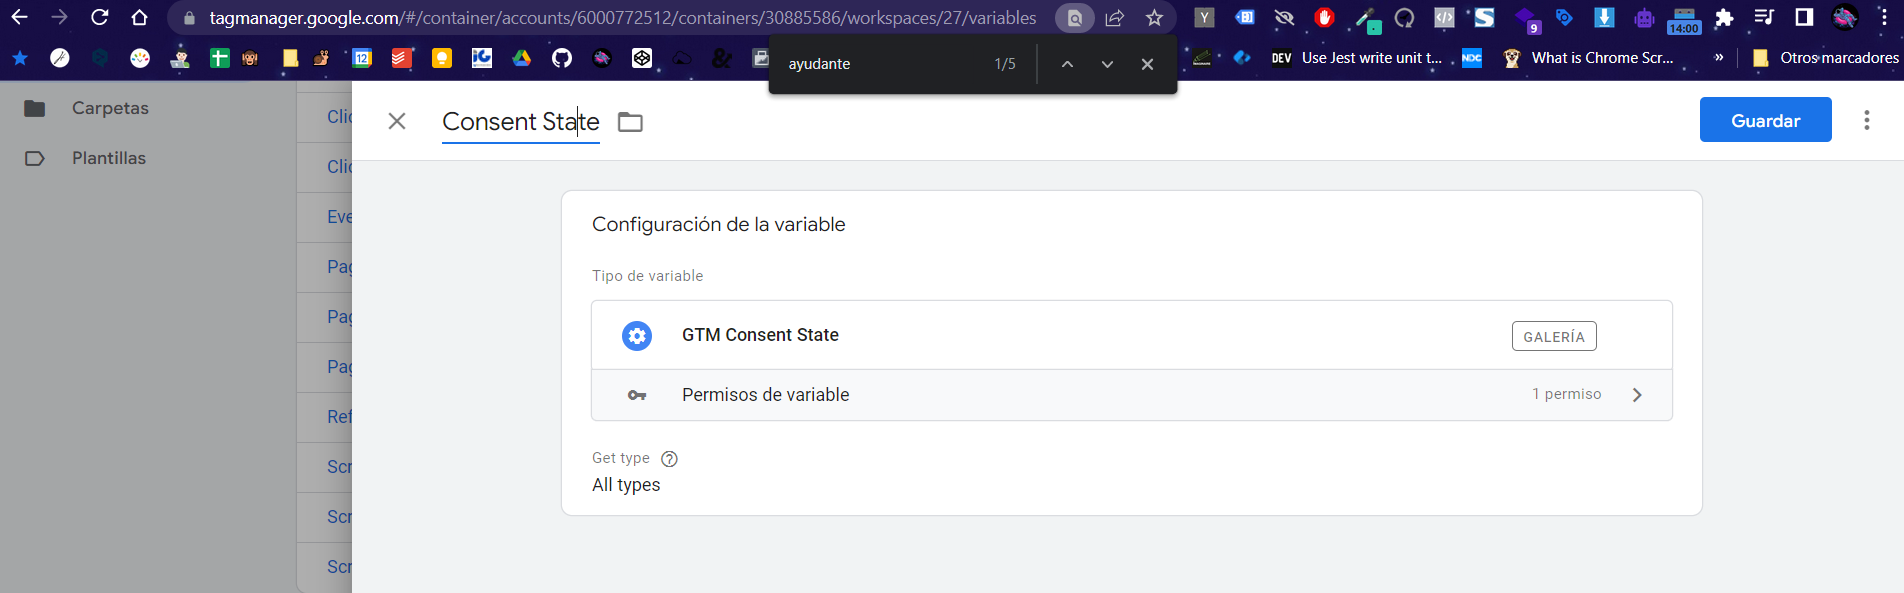 tagmanager.google.com/#/container/accounts/6000772512/containers/30885586/workspaces/27/variables
Y
9
14:00
12
DEV
Use Jest write unit t...
NDC
What is Chrome Scr...
»
Otros marcadores
ayudante
1/5
Carpetas
Plantillas
Clic
Clic
Eve
Pag
Pag
Pag
Ref
Scr
Scr
Scr
Consent State
Guardar
Configuración de la variable
Tipo de variable
GTM Consent State
GALERÍA
Permisos de variable
1 permiso
Get type
All types